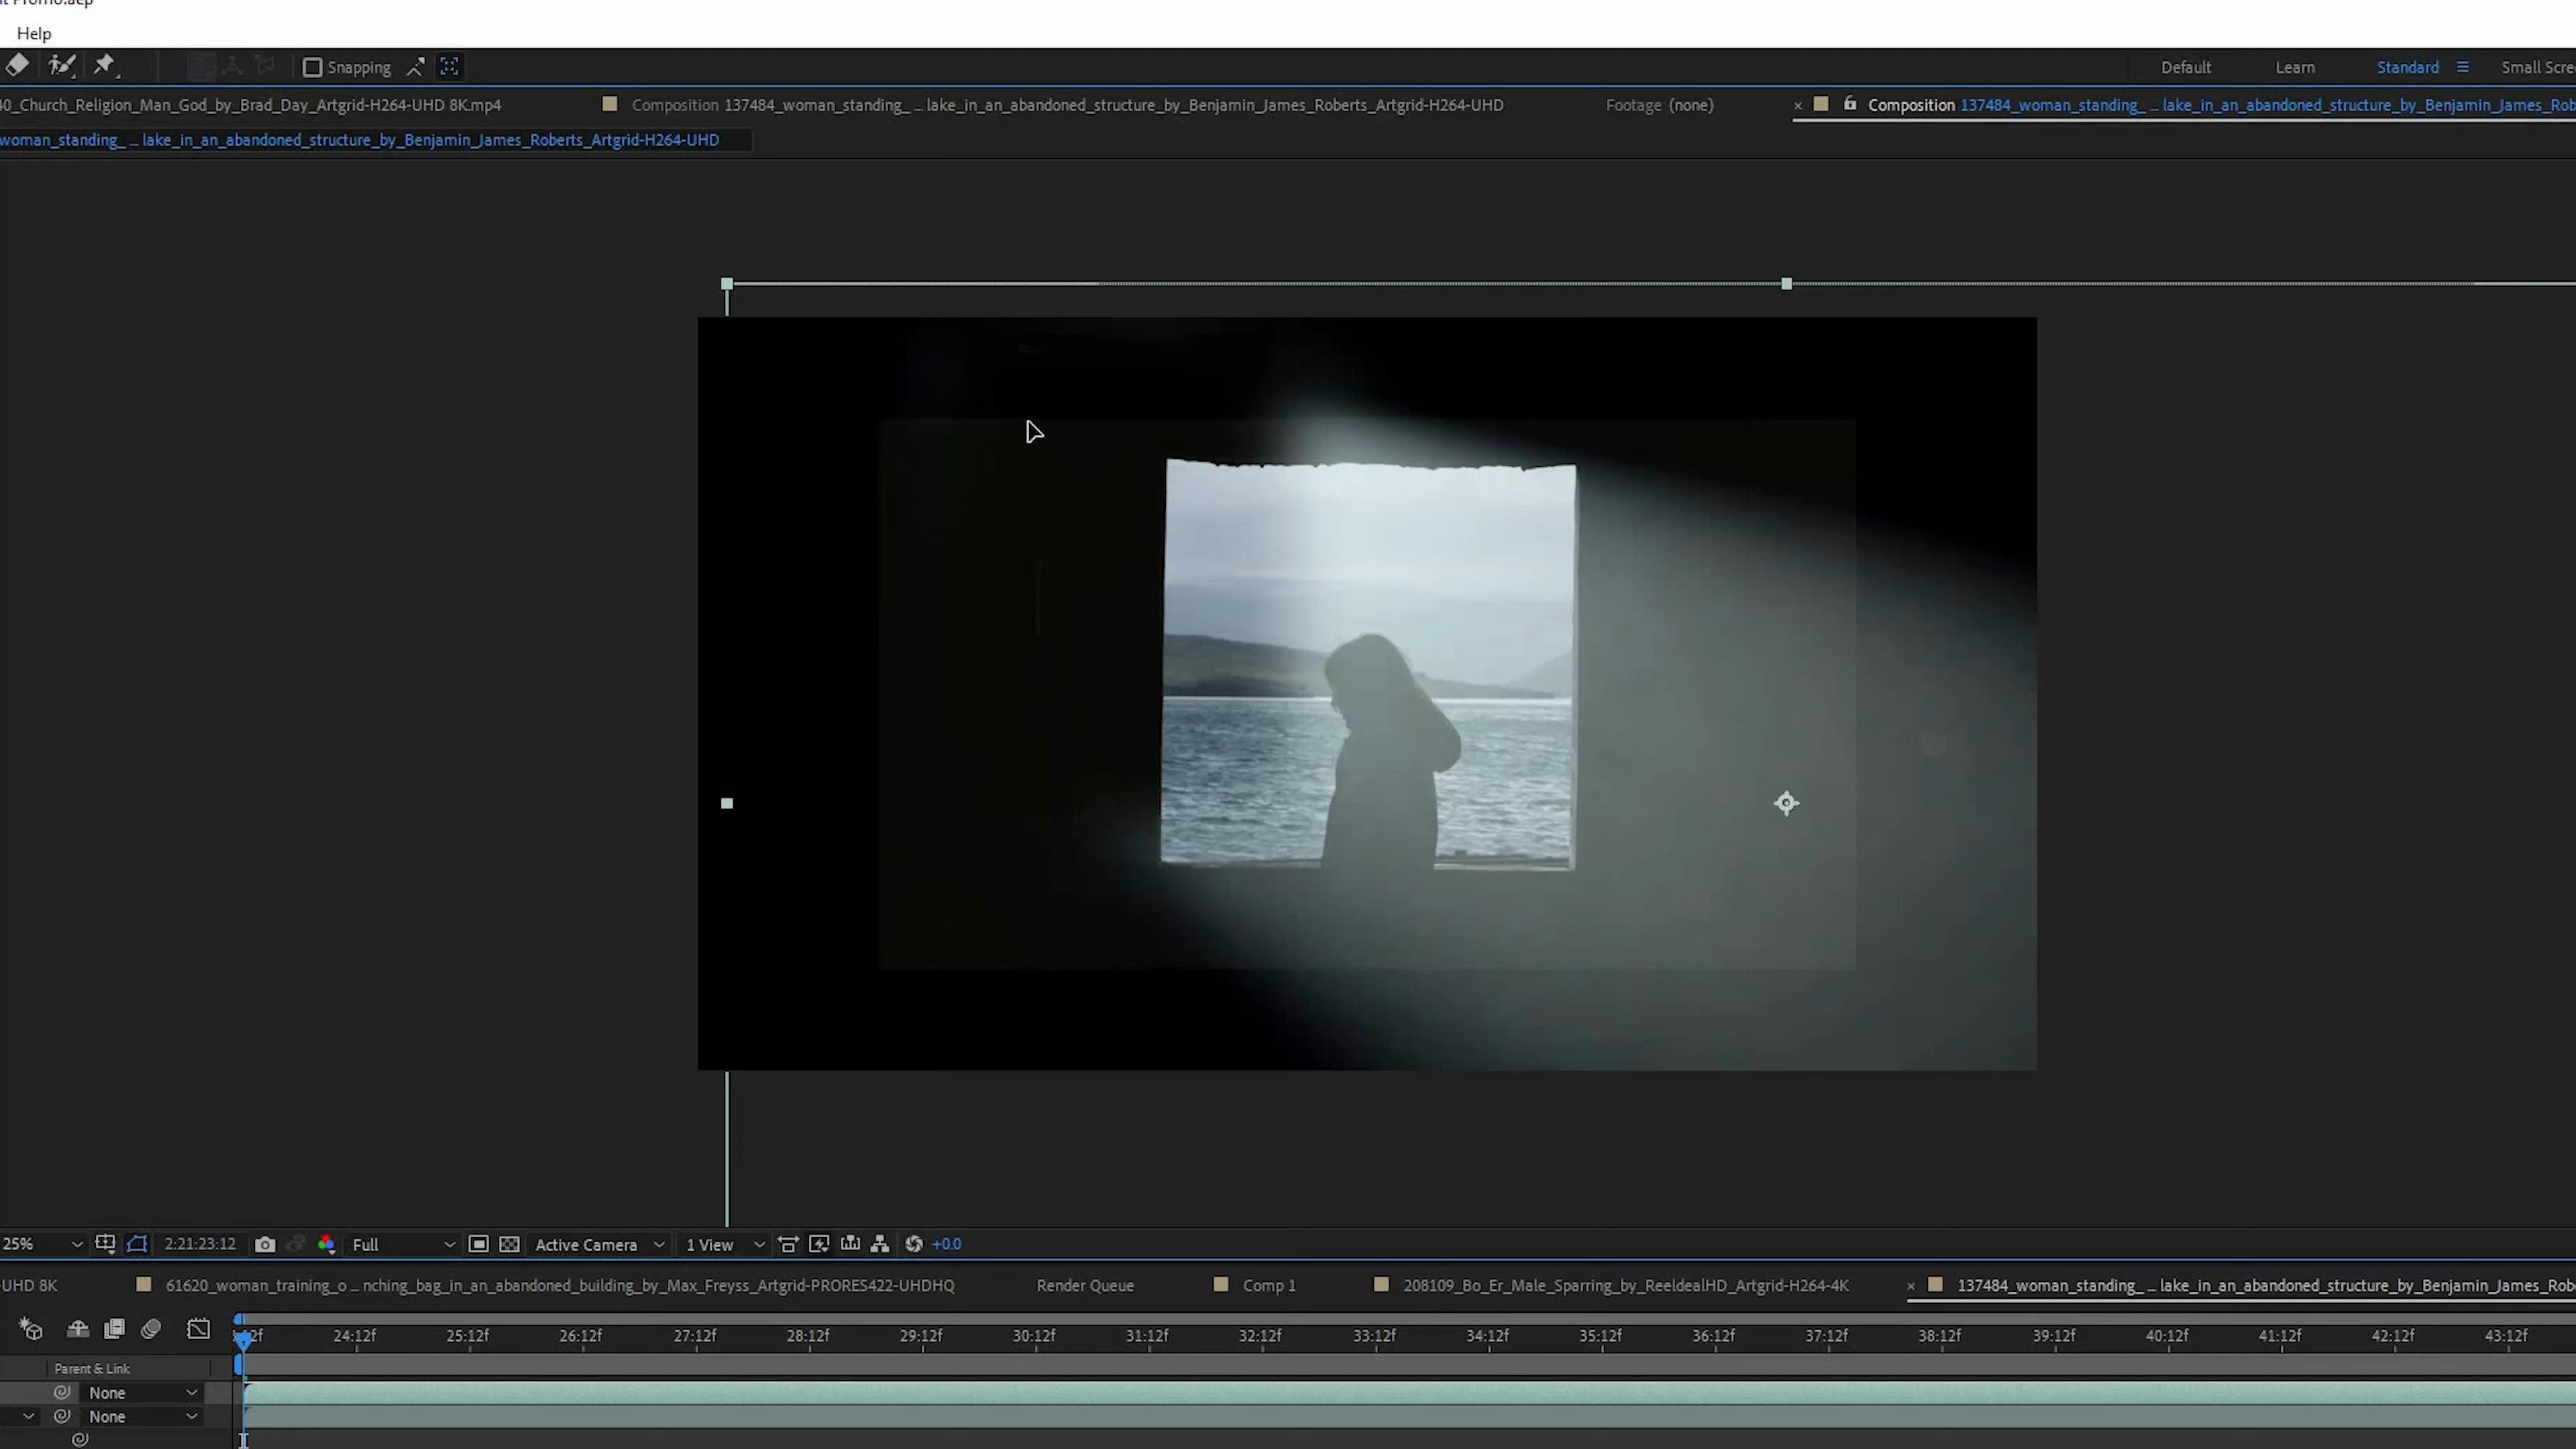 Promo.aep
Help
Snapping
Default Learn Standard Small Scre
40_Church_Religion_Man_God_by_Brad_Day_Artgrid-H264-UHD 8K.mp4 Composition 137484_woman_standing_ ... lake_in_an_abandoned_structure_by_Benjamin_James_Roberts_Artgrid-H264-UHD Footage (none) × Composition 137484_woman_standing_ ... lake_in_an_abandoned_structure_by_Benjamin_James_Rob
woman_standing_ ... lake_in_an_abandoned_structure_by_Benjamin_James_Roberts_Artgrid-H264-UHD
25% 2:21:23:12 Full Active Camera 1 View +0.0
-UHD 8K 61620_woman_training_o ... nching_bag_in_an_abandoned_building_by_Max_Freyss_Artgrid-PRORES422-UHDHQ Render Queue Comp 1 208109_Bo_Er_Male_Sparring_by_ReeldealHD_Artgrid-H264-4K × 137484_woman_standing_ ... lake_in_an_abandoned_structure_by_Benjamin_James_Rob
24:12f 25:12f 26:12f 27:12f 28:12f 29:12f 30:12f 31:12f 32:12f 33:12f 34:12f 35:12f 36:12f 37:12f 38:12f 39:12f 40:12f 41:12f 42:12f 43:12f
Parent & Link
None
None